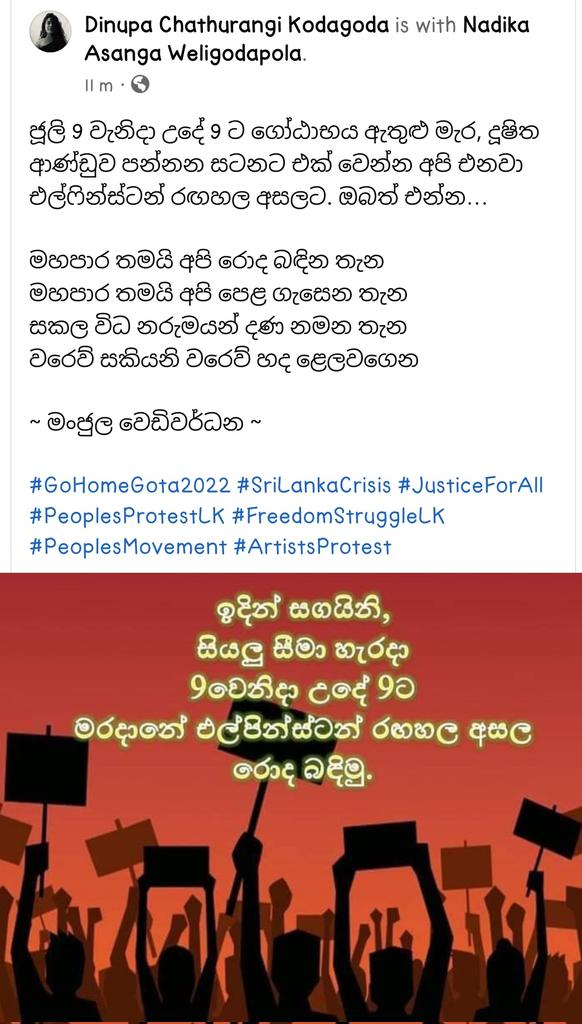 Dinupa Chathurangi Kodagoda is with Nadika
Asanga Weligodapola.
11 m ·
ජූලි 9 වැනිදා උදේ 9 ට ගෝඨාභය ඇතුළු මැර, දූෂිත
ආණ්ඩුව පන්නන සටනට එක් වෙන්න අපි එනවා
එල්ෆින්ස්ටන් රඟහල අසලට. ඔබත් එන්න...
මහපාර තමයි අපි රොද බඳින තැන
මහපාර තමයි අපි පෙළ ගැසෙන තැන
සකල විධ නරුමයන් දණ නමන තැන
වරෙව් සකියනි වරෙව් හද ළෙලවගෙන
~ මංජුල වෙඩිවර්ධන ~
#GoHomeGota2022 #SriLankaCrisis #JusticeForAll
#PeoplesProtestLK #FreedomStruggleLK
#PeoplesMovement #ArtistsProtest
ඉදින් සගයිනි,
සියලු සීමා හැරදා
9වෙනිදා උදේ 9ට
මරදානේ එල්පින්ස්ටන් රඟහල අසල
රොද බඳිමු.